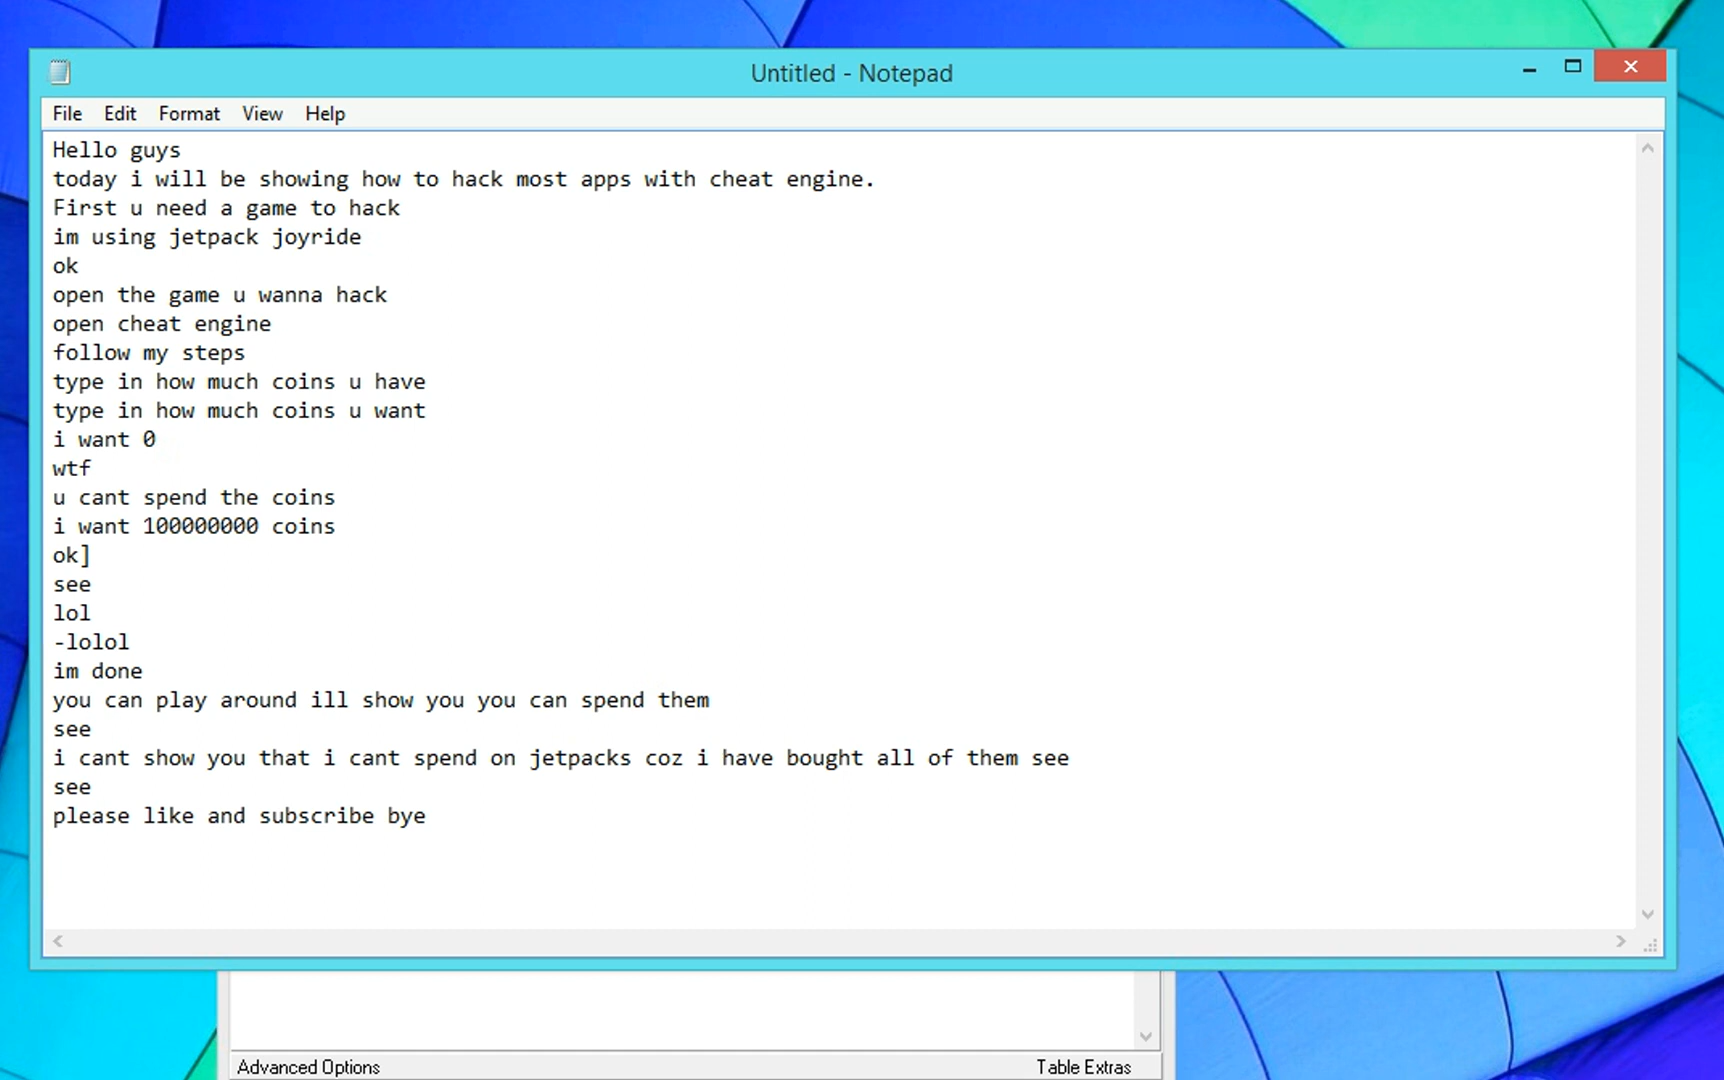 Untitled - Notepad
File Edit Format View Help
Hello guys
today i will be showing how to hack most apps with cheat engine.
First u need a game to hack
im using jetpack joyride
ok
open the game u wanna hack
open cheat engine
follow my steps
type in how much coins u have
type in how much coins u want
i want 0
wtf
u cant spend the coins
i want 100000000 coins
ok]
see
lol
-lolol
im done
you can play around ill show you you can spend them
see
i cant show you that i cant spend on jetpacks coz i have bought all of them see
see
please like and subscribe bye
Advanced Options Table Extras